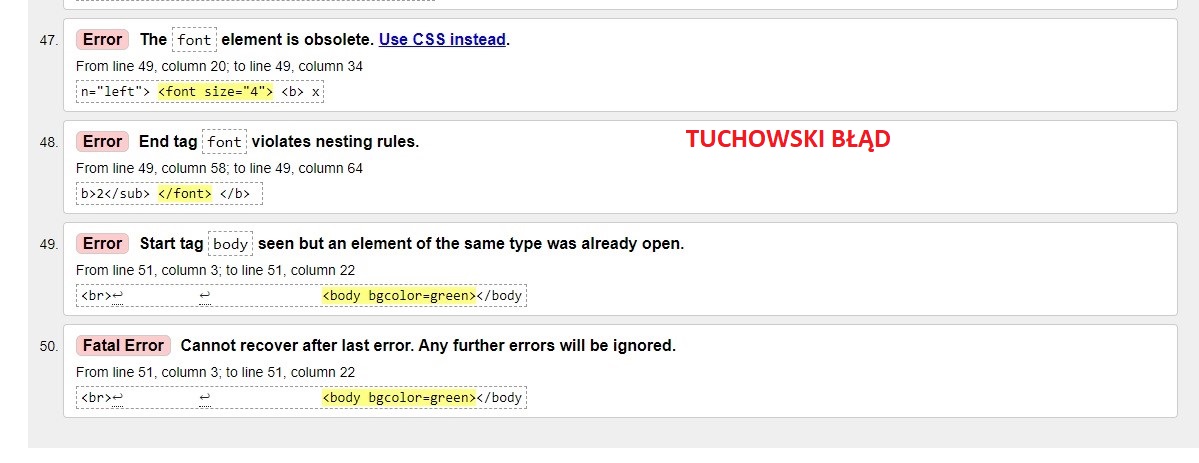 47. Error The font element is obsolete. Use CSS instead.
From line 49, column 20; to line 49, column 34
n="left"> <font size="4"> <b> x
48. Error End tag font violates nesting rules. TUCHOWSKI BŁĄD
From line 49, column 58; to line 49, column 64
b>2</sub> </font> </b>
49. Error Start tag body seen but an element of the same type was already open.
From line 51, column 3; to line 51, column 22
<br>↩ ↩ <body bgcolor=green></body
50. Fatal Error Cannot recover after last error. Any further errors will be ignored.
From line 51, column 3; to line 51, column 22
<br>↩ ↩ <body bgcolor=green></body